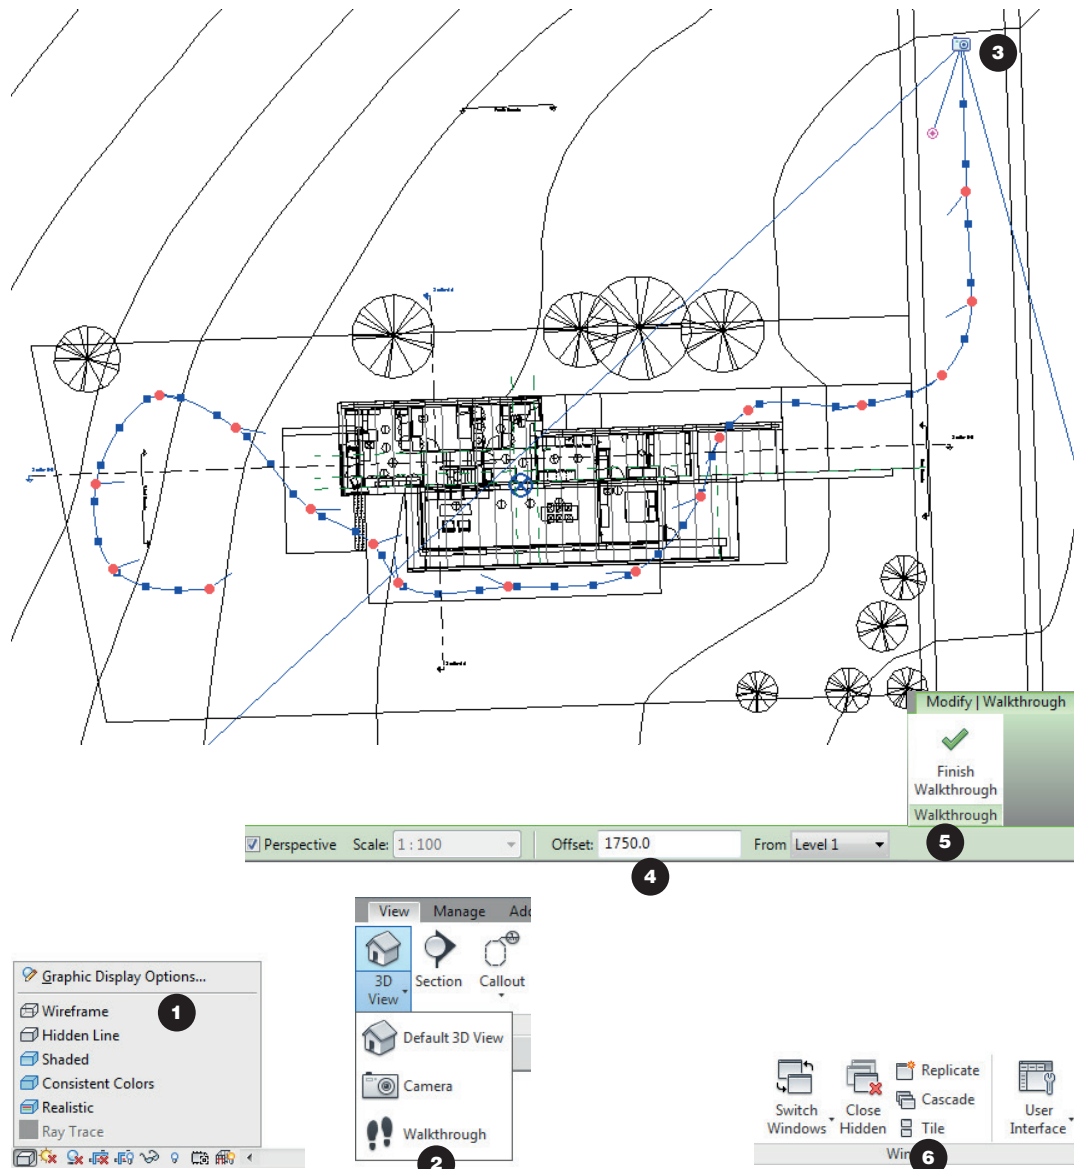 3
Modify | Walkthrough
Finish
Walkthrough
Walkthrough
5
Perspective Scale: 1 : 100 Offset: 1750.0 From Level 1
4
View Manage Ad
3D
View
Section
Callout
Default 3D View
Camera
Walkthrough
2
Graphic Display Options...
1
Wireframe
Hidden Line
Shaded
Consistent Colors
Realistic
Ray Trace
Switch
Windows
Close
Hidden
Replicate
Cascade
Tile
User
Interface
Win
6